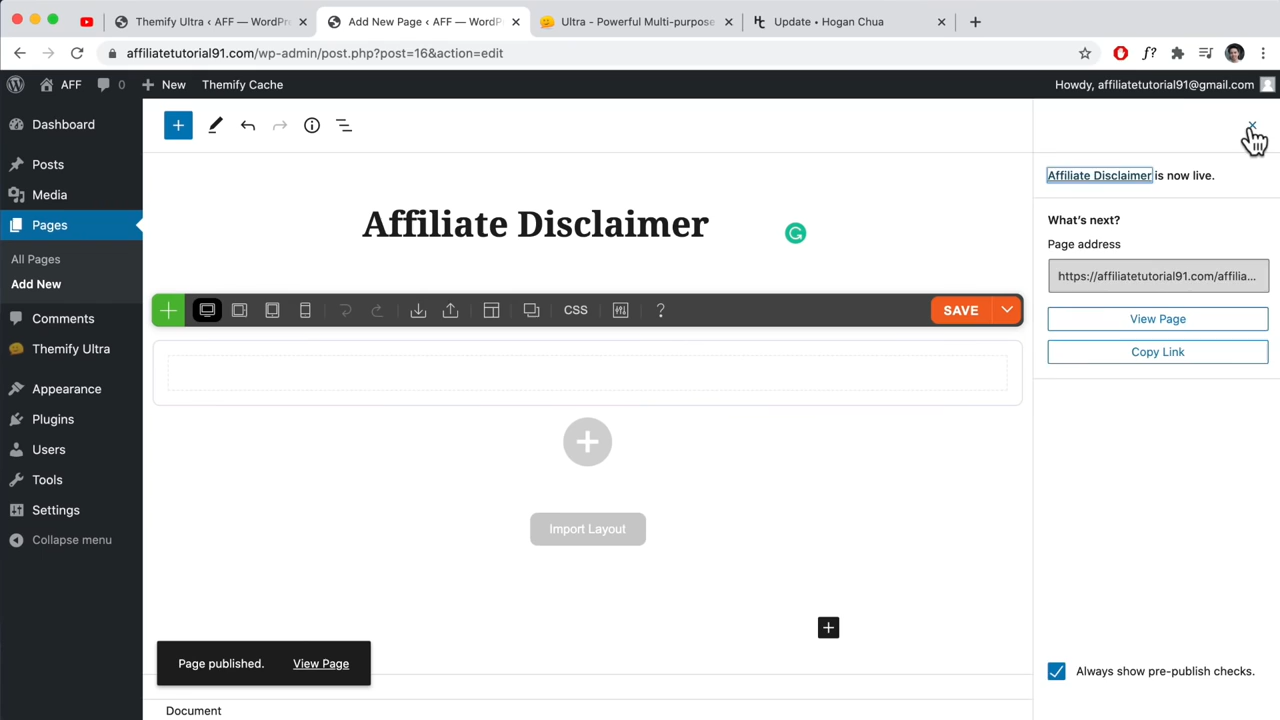 Themify Ultra ‹ AFF — WordPre
Add New Page ‹ AFF — WordP
Ultra - Powerful Multi-purpose
Update – Hogan Chua
affiliatetutorial91.com/wp-admin/post.php?post=16&action=edit
f?
AFF
0
New
Themify Cache
Howdy, affiliatetutorial91@gmail.com
Dashboard
Posts
Media
Pages
All Pages
Add New
Comments
Themify Ultra
Appearance
Plugins
Users
Tools
Settings
Collapse menu
Affiliate Disclaimer
CSS
?
SAVE
Import Layout
Page published.
View Page
Document
Affiliate Disclaimer is now live.
What's next?
Page address
https://affiliatetutorial91.com/affilia...
View Page
Copy Link
Always show pre-publish checks.